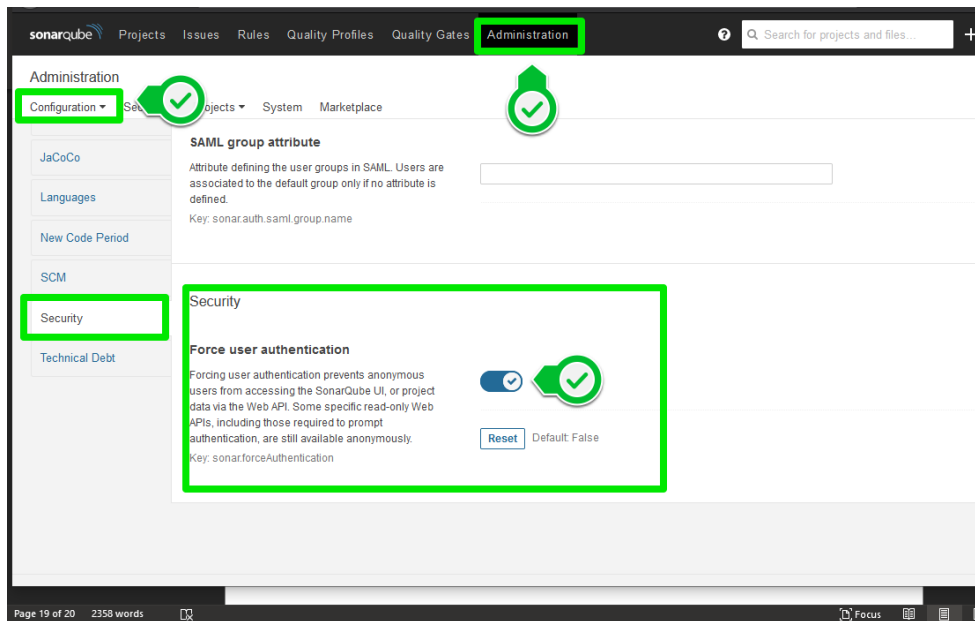 sonarqube Projects Issues Rules Quality Profiles Quality Gates Administration ? Search for projects and files...
Administration
Configuration System Marketplace
JaCoCo
Languages
New Code Period
SCM
Security
Technical Debt
SAML group attribute
Attribute defining the user groups in SAML. Users are
associated to the default group only if no attribute is
defined.
Key: sonar.auth.saml.group.name
Security
Force user authentication
Forcing user authentication prevents anonymous
users from accessing the SonarQube UI, or project
data via the Web API. Some specific read-only Web
APIs, including those required to prompt
authentication, are still available anonymously.
Key: sonar.forceAuthentication
Reset Default: False
Page 19 of 20 2358 words Focus